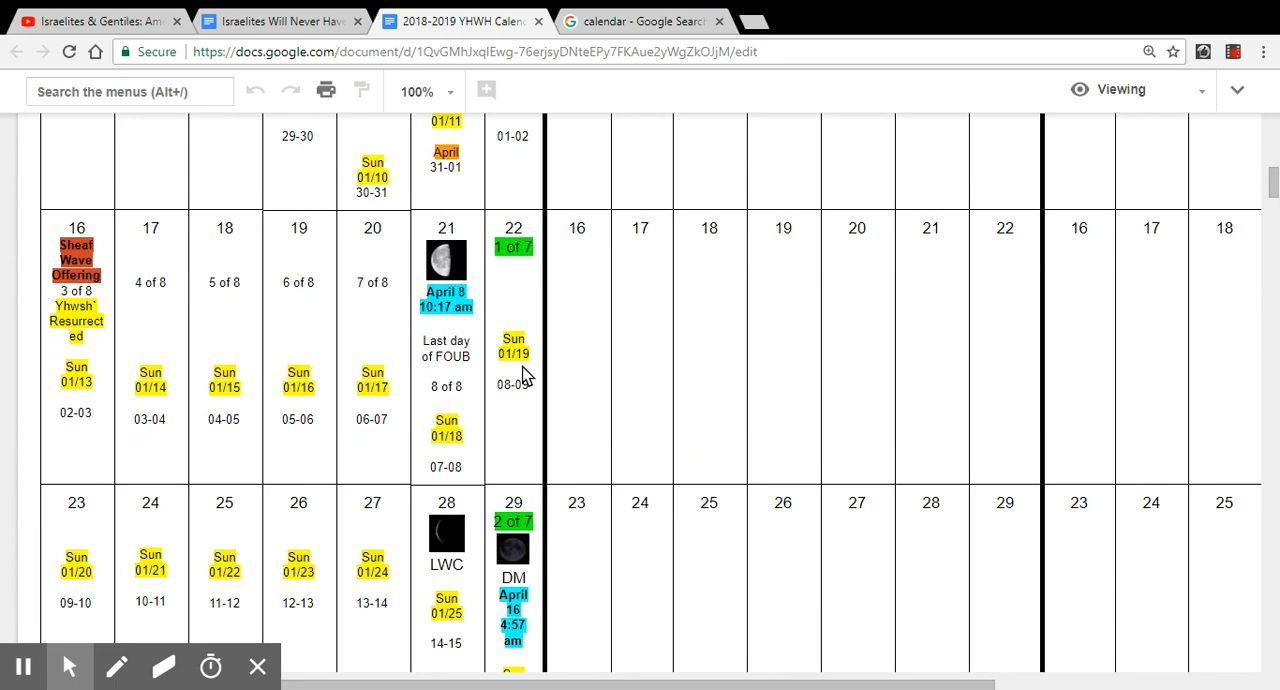 Israelites & Gentiles: Am
Israelites Will Never Hav
2018-2019 YHWH Calen
calendar - Google Search
Secure
https://docs.google.com/document/d/1QvGMhJxqIEwg-76erjsyDNteEPy7FKAue2yWgZkOJjM/edit
Search the menus (Alt+/)
100%
Viewing
29-30
Sun
01/10
30-31
01/11
April
31-01
01-02
16
Sheaf
Wave
Offering
3 of 8
Yhwsh`
Resurrect
ed
Sun
01/13
02-03
17
4 of 8
Sun
01/14
03-04
18
5 of 8
Sun
01/15
04-05
19
6 of 8
Sun
01/16
05-06
20
7 of 8
Sun
01/17
06-07
21
April 8
10:17 am
Last day
of FOUB
8 of 8
Sun
01/18
07-08
22
1 of 7
Sun
01/19
08-09
16
17
18
19
20
21
22
16
17
18
23
Sun
01/20
09-10
24
Sun
01/21
10-11
25
Sun
01/22
11-12
26
Sun
01/23
12-13
27
Sun
01/24
13-14
28
LWC
Sun
01/25
14-15
29
2 of 7
DM
April
16
4:57
am
23
24
25
26
27
28
29
23
24
25